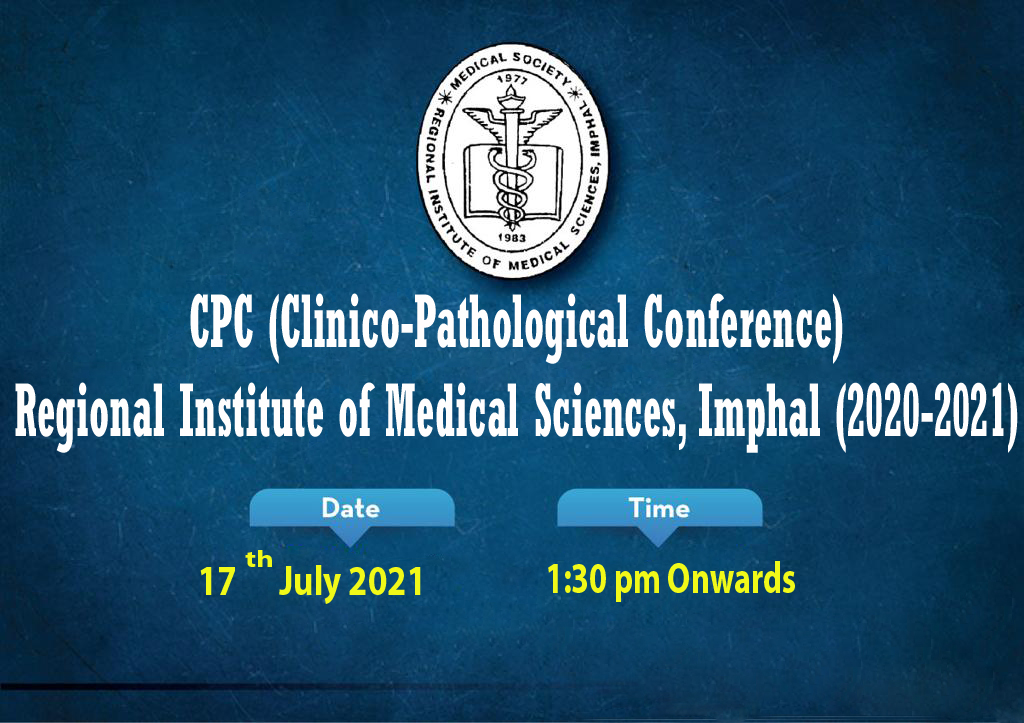 MEDICAL SOCIETY
1977
REGIONAL INSTITUTE OF MEDICAL SCIENCES, IMPHAL
1983
CPC (Clinico-Pathological Conference)
Regional Institute of Medical Sciences, Imphal (2020-2021)
Date Time
17 th July 2021 1:30 pm Onwards